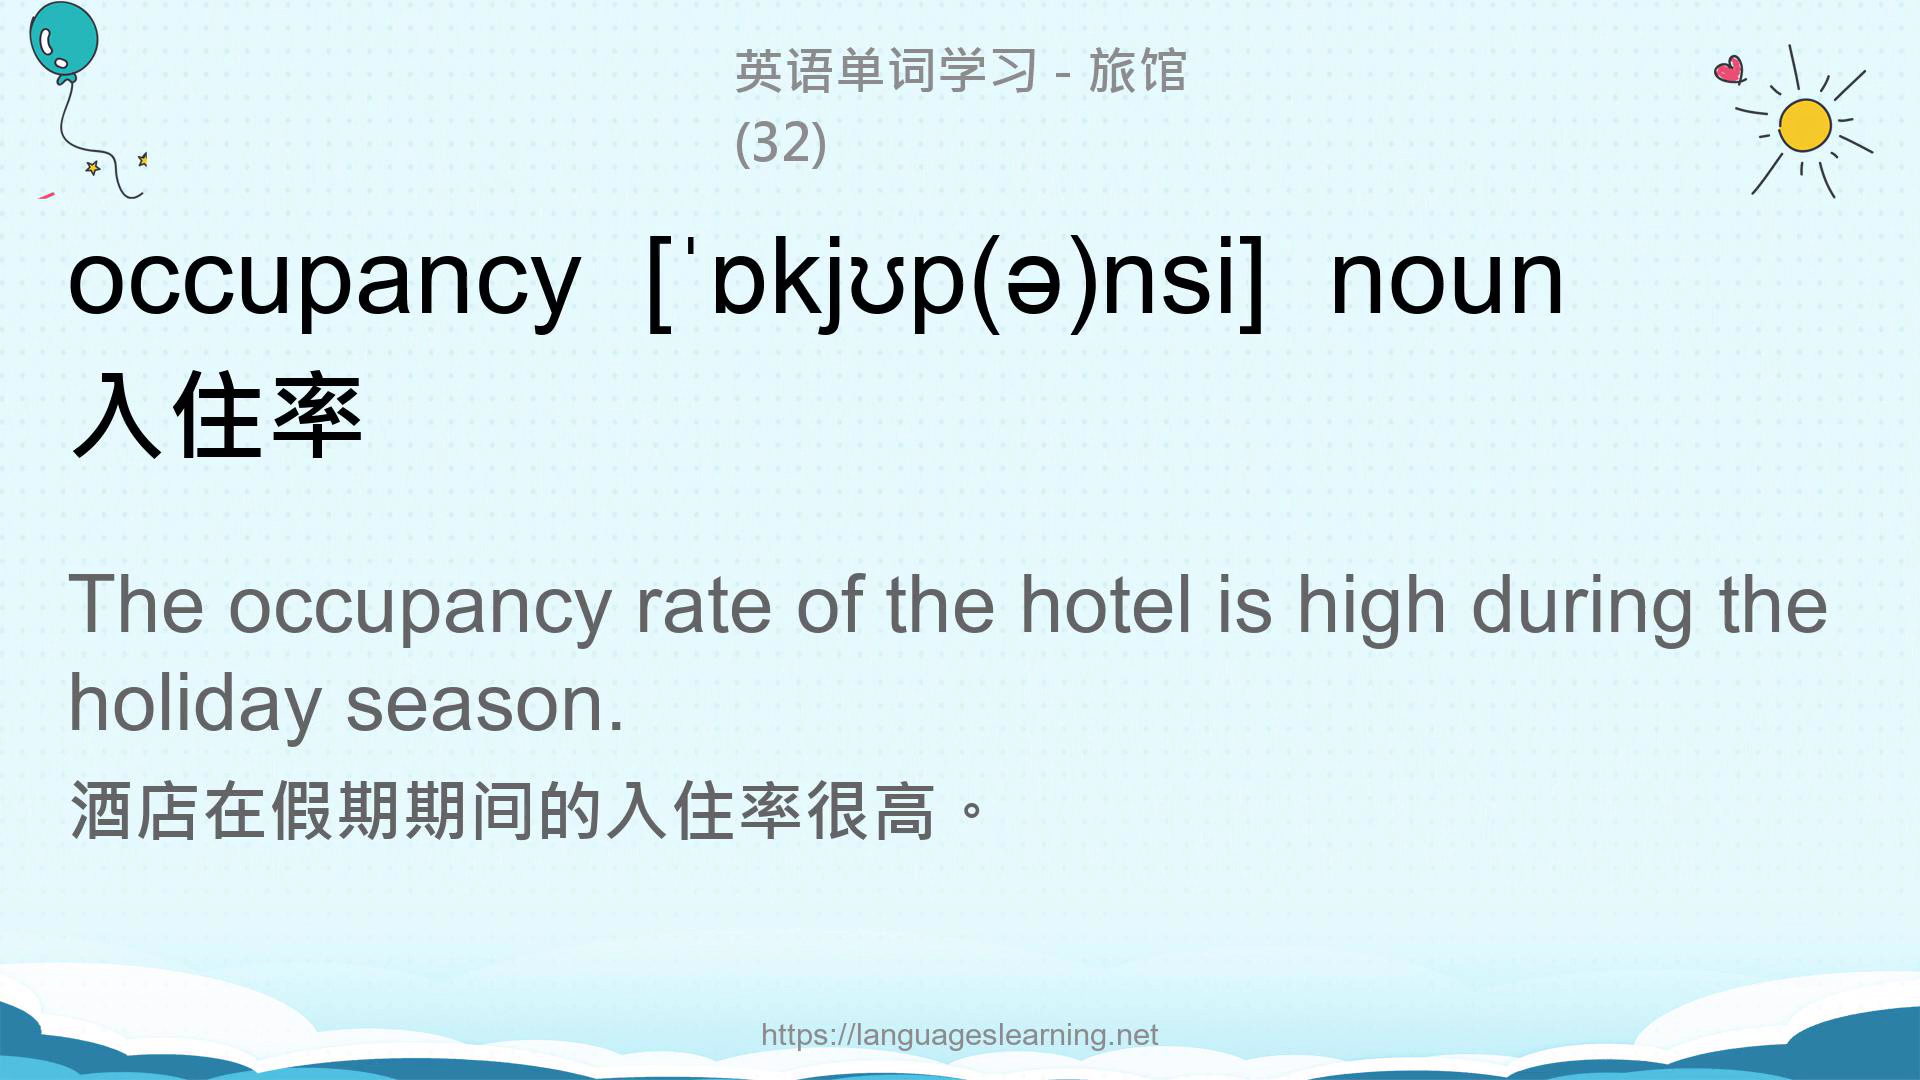 英语单词学习 - 旅馆
(32)
occupancy [ˈɒkjʊp(ə)nsi] noun
入住率
The occupancy rate of the hotel is high during the
holiday season.
酒店在假期期间的入住率很高。
https://languageslearning.net